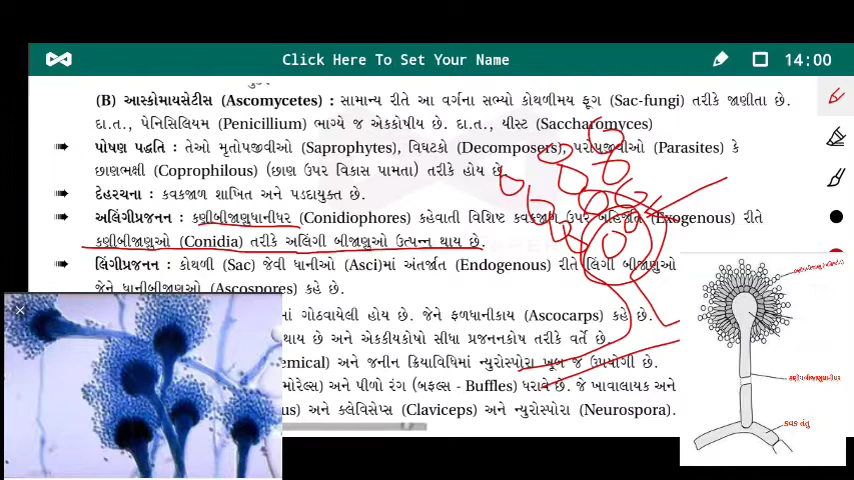 Click Here To Set Your Name
14:00
(B) આસ્કોમાયસેટીસ (Ascomycetes) : સામાન્ય રીતે આ વર્ગના સભ્યો કોથળીમય ફૂગ (Sac-fungi) તરીકે જાણીતા છે.
દા.ત., પેનિસિલિયમ (Penicillium) ભાગ્યે જ એકકોષીય છે. દા.ત., યીસ્ટ (Saccharomyces)
પોષણ પદ્ધતિ : તેઓ મૃતોપજીવીઓ (Saprophytes), વિઘટકો (Decomposers), પરોપજીવીઓ (Parasites) કે
છાણભક્ષી (Coprophilous) (છાણ ઉપર વિકાસ પામતા) તરીકે હોય છે.
દેહરચના : કવકજાળ શાખિત અને પડદાયુક્ત છે.
અલિંગીપ્રજનન : કણીબીજાણુધાનીધર (Conidiophores) કહેવાતી વિશિષ્ટ કવકજાળ ઉપર બહિર્જાત (Exogenous) રીતે
કણીબીજાણુઓ (Conidia) તરીકે અલિંગી બીજાણુઓ ઉત્પન્ન થાય છે.
લિંગીપ્રજનન : કોથળી (Sac) જેવી ધાનીઓ (Asci)માં અંતર્જાત (Endogenous) રીતે લિંગી બીજાણુઓ
જેને ધાનીબીજાણુઓ (Ascospores) કહે છે.
માં ગોઠવાયેલી હોય છે. જેને ફળધાનીકાય (Ascocarps) કહે છે.
થાય છે અને એકકીકોષો સીધા પ્રજનનકોષ તરીકે વર્તે છે.
emical) અને જનીન ક્રિયાવિધિમાં ન્યુરોસ્પોરા ખૂબ જ ઉપયોગી છે.
મોરેલ્સ) અને પીળો રંગ (બફલ્સ - Buffles) ધરાવે છે. જે ખાવાલાયક અને
us) અને ક્લેવિસેપ્સ (Claviceps) અને ન્યુરોસ્પોરા (Neurospora).
કવક તંતુ